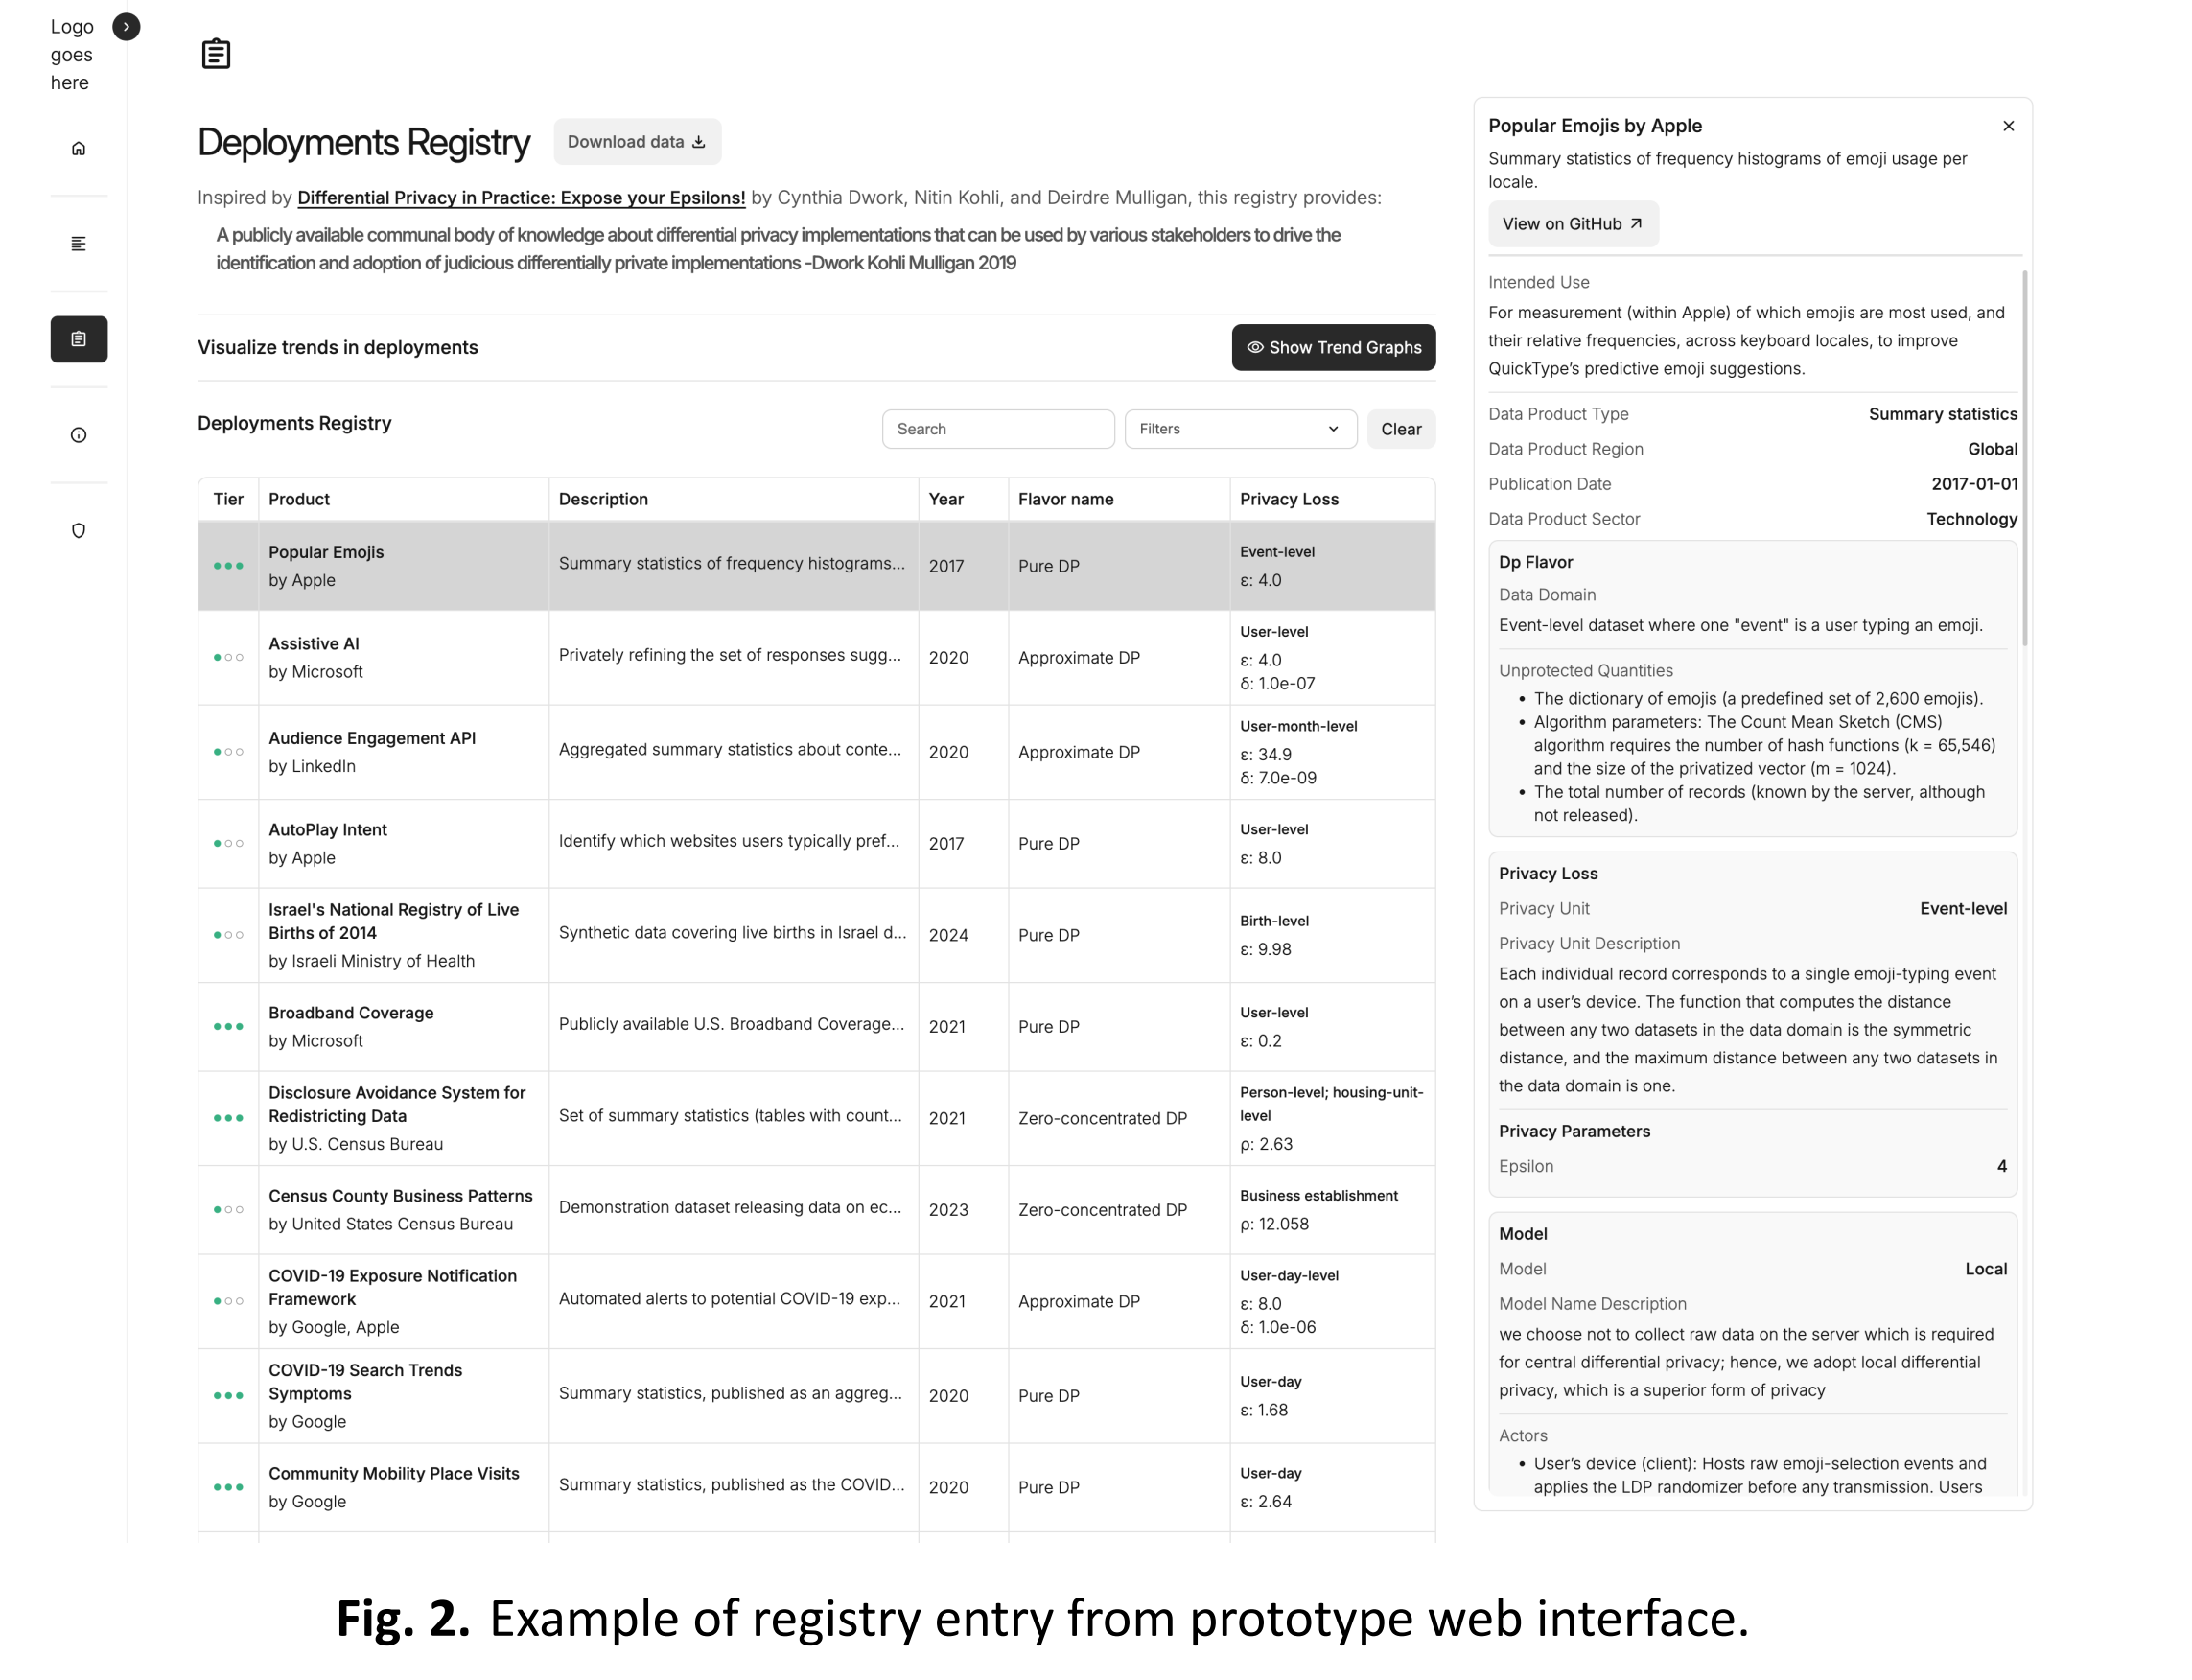 Logo
goes
here
Deployments Registry
Download data
Inspired by Differential Privacy in Practice: Expose your Epsilons! by Cynthia Dwork, Nitin Kohli, and Deirdre Mulligan, this registry provides:
A publicly available communal body of knowledge about differential privacy implementations that can be used by various stakeholders to drive the
identification and adoption of judicious differentially private implementations -Dwork Kohli Mulligan 2019
Visualize trends in deployments
Show Trend Graphs
Deployments Registry
Search
Filters
Clear
Tier Product Description Year Flavor name Privacy Loss
Popular Emojis
by Apple
Summary statistics of frequency histograms...
2017
Pure DP
Event-level
ε: 4.0
Assistive AI
by Microsoft
Privately refining the set of responses sugg...
2020
Approximate DP
User-level
ε: 4.0
δ: 1.0e-07
Audience Engagement API
by LinkedIn
Aggregated summary statistics about conte...
2020
Approximate DP
User-month-level
ε: 34.9
δ: 7.0e-09
AutoPlay Intent
by Apple
Identify which websites users typically pref...
2017
Pure DP
User-level
ε: 8.0
Israel's National Registry of Live
Births of 2014
by Israeli Ministry of Health
Synthetic data covering live births in Israel d...
2024
Pure DP
Birth-level
ε: 9.98
Broadband Coverage
by Microsoft
Publicly available U.S. Broadband Coverage...
2021
Pure DP
User-level
ε: 0.2
Disclosure Avoidance System for
Redistricting Data
by U.S. Census Bureau
Set of summary statistics (tables with count...
2021
Zero-concentrated DP
Person-level; housing-unit-
level
ρ: 2.63
Census County Business Patterns
by United States Census Bureau
Demonstration dataset releasing data on ec...
2023
Zero-concentrated DP
Business establishment
ρ: 12.058
COVID-19 Exposure Notification
Framework
by Google, Apple
Automated alerts to potential COVID-19 exp...
2021
Approximate DP
User-day-level
ε: 8.0
δ: 1.0e-06
COVID-19 Search Trends
Symptoms
by Google
Summary statistics, published as an aggreg...
2020
Pure DP
User-day
ε: 1.68
Community Mobility Place Visits
by Google
Summary statistics, published as the COVID...
2020
Pure DP
User-day
ε: 2.64
Popular Emojis by Apple
Summary statistics of frequency histograms of emoji usage per
locale.
View on GitHub
Intended Use
For measurement (within Apple) of which emojis are most used, and
their relative frequencies, across keyboard locales, to improve
QuickType’s predictive emoji suggestions.
Data Product Type Summary statistics
Data Product Region Global
Publication Date 2017-01-01
Data Product Sector Technology
Dp Flavor
Data Domain
Event-level dataset where one "event" is a user typing an emoji.
Unprotected Quantities
• The dictionary of emojis (a predefined set of 2,600 emojis).
• Algorithm parameters: The Count Mean Sketch (CMS)
algorithm requires the number of hash functions (k = 65,546)
and the size of the privatized vector (m = 1024).
• The total number of records (known by the server, although
not released).
Privacy Loss
Privacy Unit Event-level
Privacy Unit Description
Each individual record corresponds to a single emoji-typing event
on a user’s device. The function that computes the distance
between any two datasets in the data domain is the symmetric
distance, and the maximum distance between any two datasets in
the data domain is one.
Privacy Parameters
Epsilon 4
Model
Model Local
Model Name Description
we choose not to collect raw data on the server which is required
for central differential privacy; hence, we adopt local differential
privacy, which is a superior form of privacy
Actors
• User’s device (client): Hosts raw emoji-selection events and
applies the LDP randomizer before any transmission. Users
Fig. 2. Example of registry entry from prototype web interface.